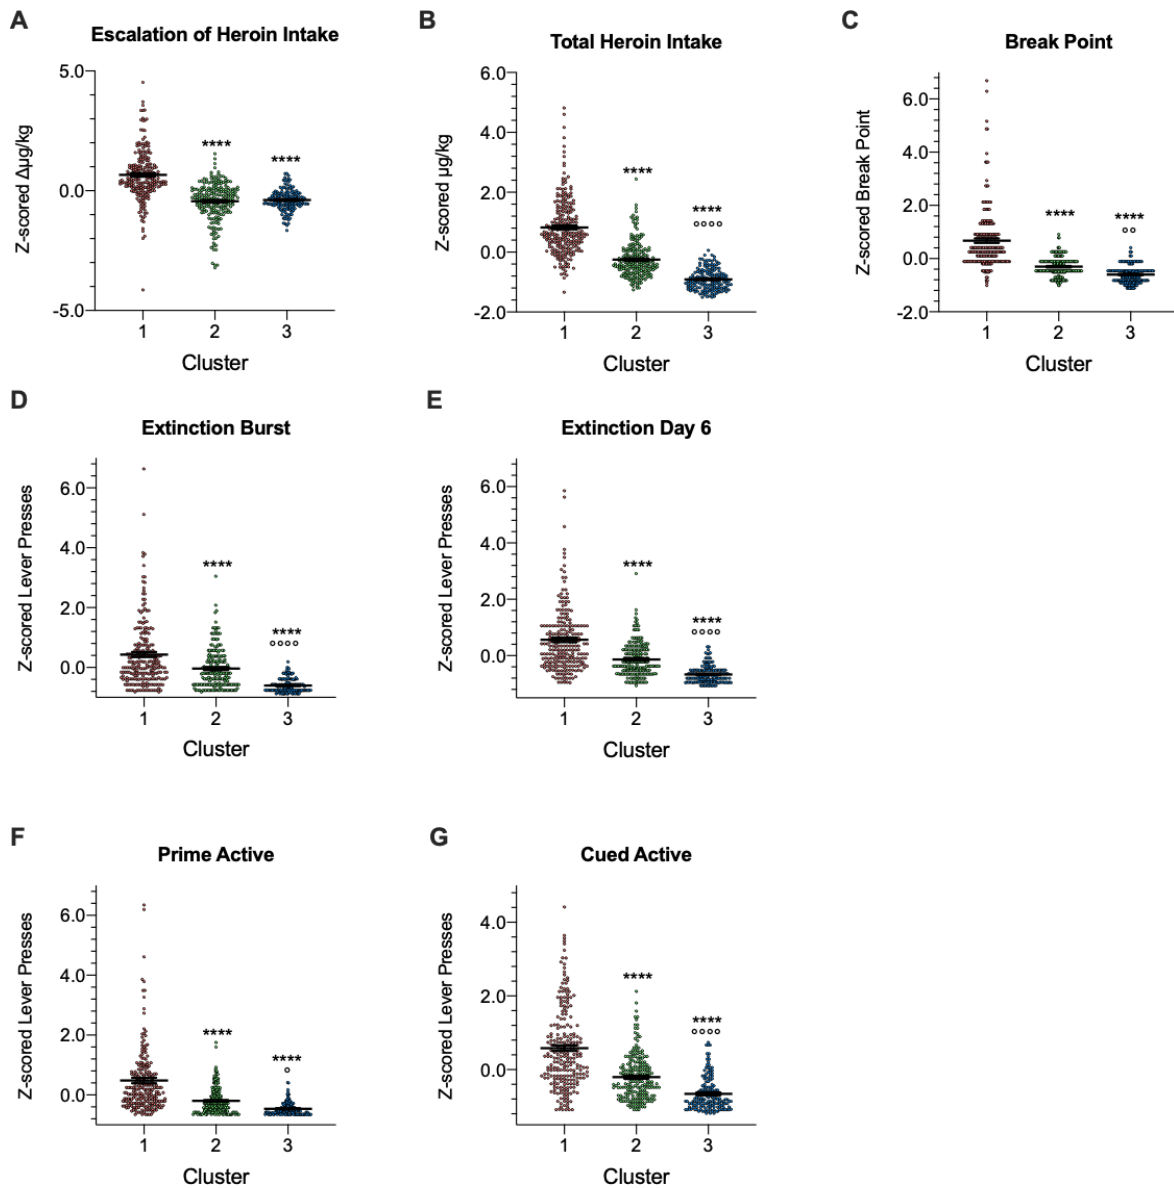 A
Escalation of Heroin Intake
Z-scored Δµg/kg
5.0
0.0
-5.0
****
****
1 2 3
Cluster
B
Total Heroin Intake
Z-scored µg/kg
6.0
4.0
2.0
0.0
-2.0
****
****
°°°°
1 2 3
Cluster
C
Break Point
Z-scored Break Point
6.0
4.0
2.0
0.0
-2.0
****
****
°°
1 2 3
Cluster
D
Extinction Burst
Z-scored Lever Presses
6.0
4.0
2.0
0.0
****
****
°°°°
1 2 3
Cluster
E
Extinction Day 6
Z-scored Lever Presses
6.0
4.0
2.0
0.0
****
****
°°°°
1 2 3
Cluster
F
Prime Active
Z-scored Lever Presses
6.0
4.0
2.0
0.0
****
****
°
1 2 3
Cluster
G
Cued Active
Z-scored Lever Presses
4.0
2.0
0.0
****
****
°°°°
1 2 3
Cluster